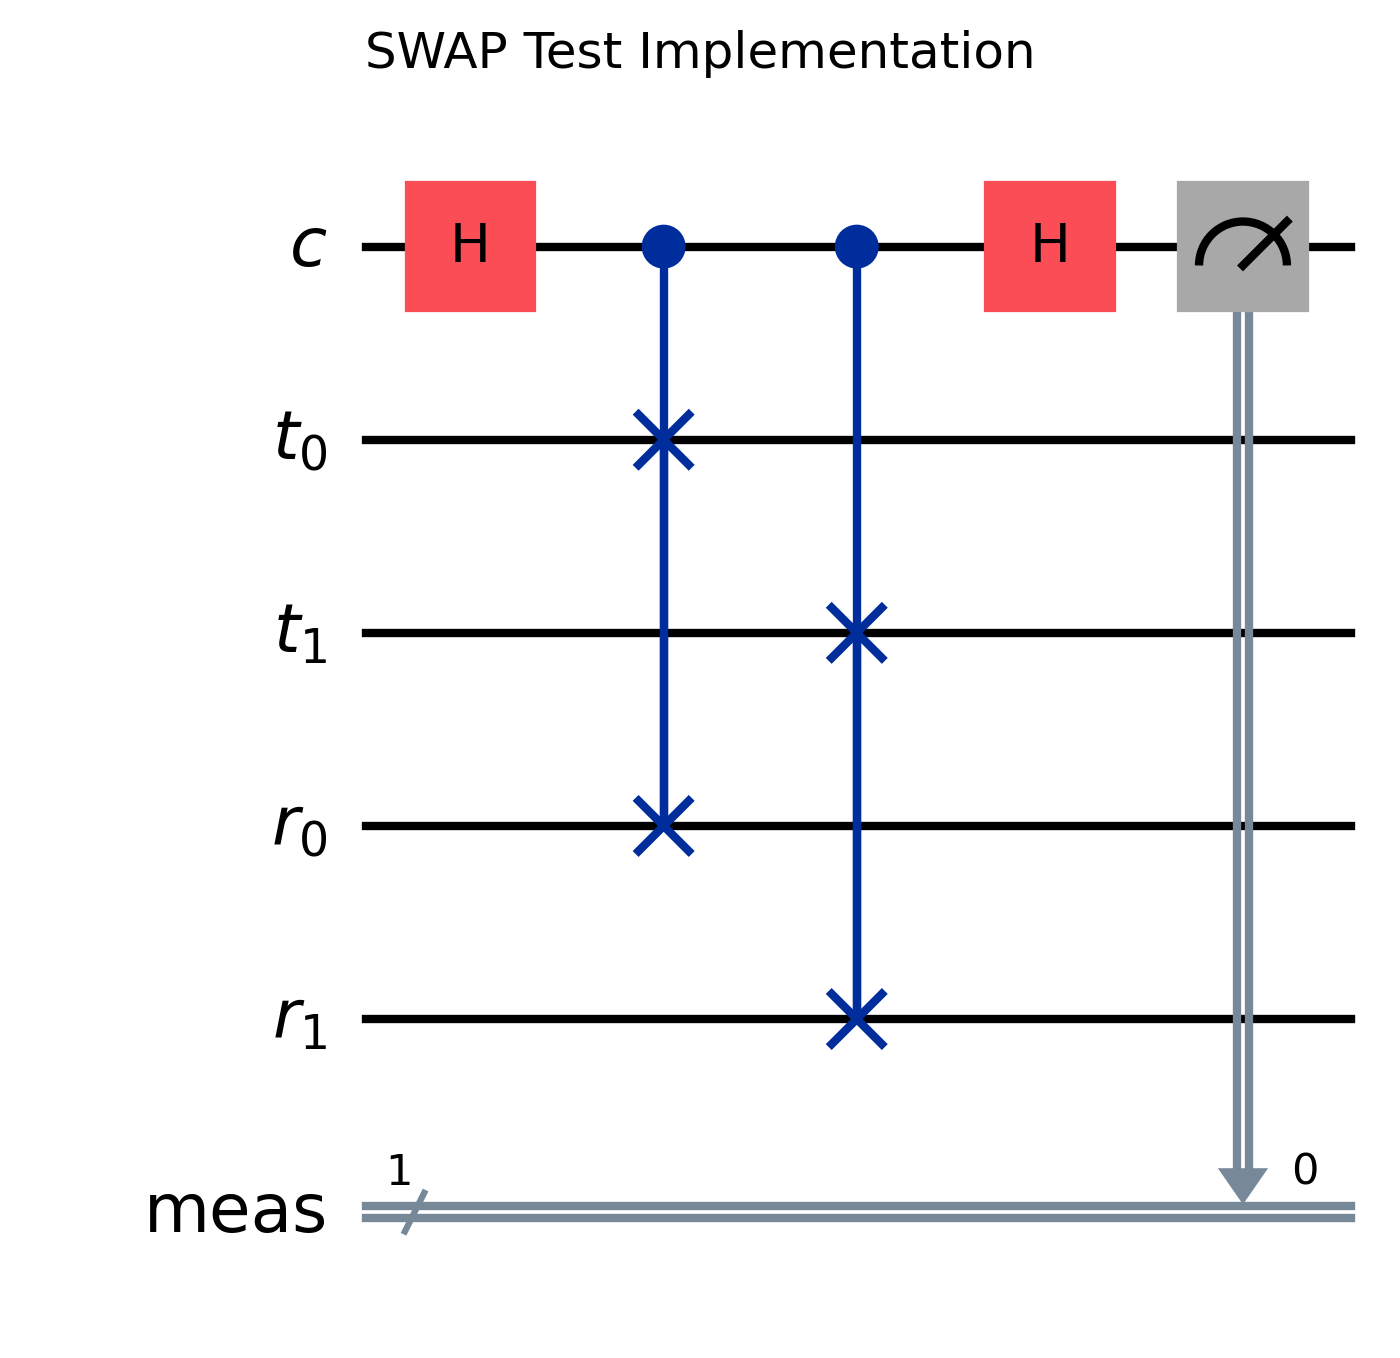 SWAP Test Implementation
c H H
t₀
t₁
r₀
r₁
1 0
meas